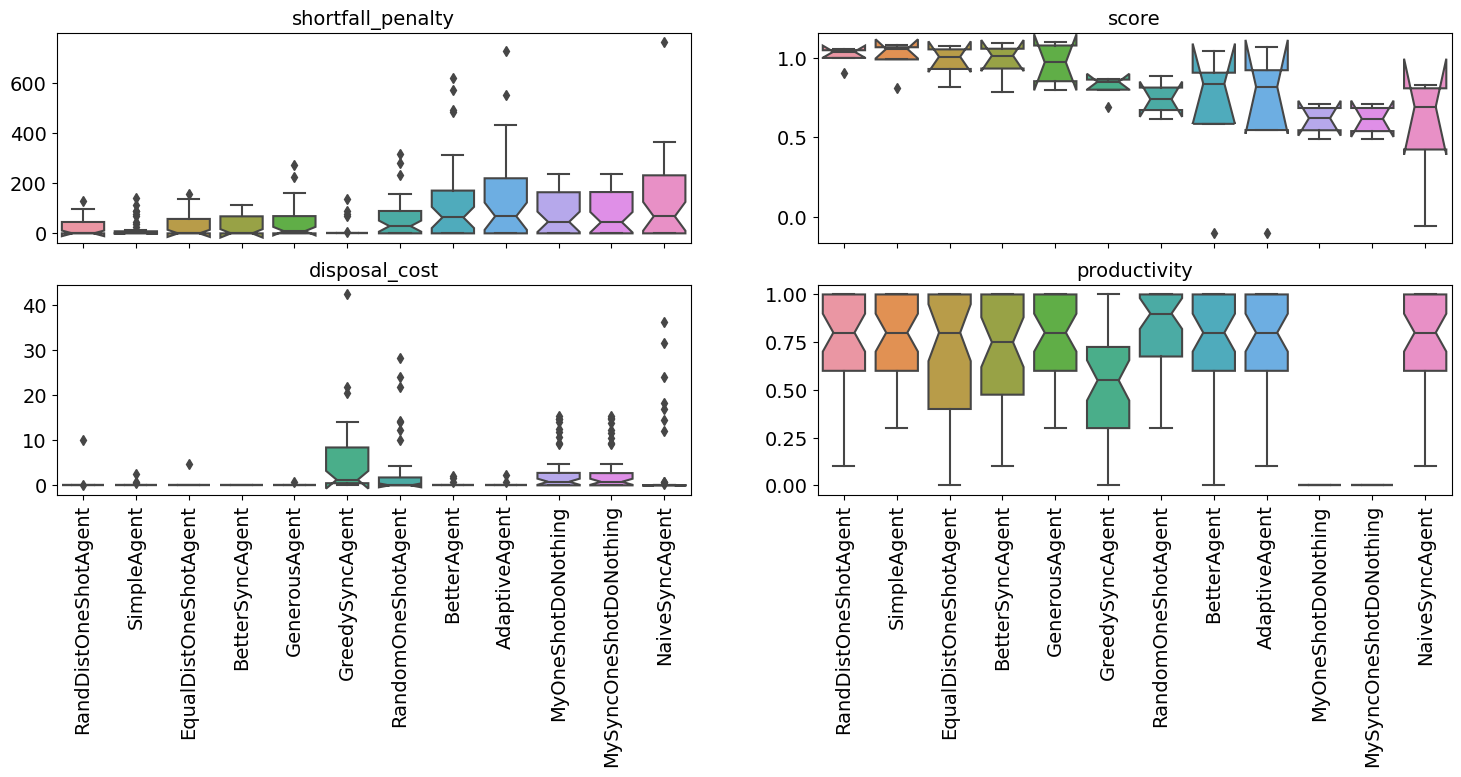 shortfall_penalty
600
400
200
0
score
1.0
0.5
0.0
disposal_cost
40
30
20
10
0
productivity
1.00
0.75
0.50
0.25
0.00
RandDistOneShotAgent
SimpleAgent
EqualDistOneShotAgent
BetterSyncAgent
GenerousAgent
GreedySyncAgent
RandomOneShotAgent
BetterAgent
AdaptiveAgent
MyOneShotDoNothing
MySyncOneShotDoNothing
NaiveSyncAgent
RandDistOneShotAgent
SimpleAgent
EqualDistOneShotAgent
BetterSyncAgent
GenerousAgent
GreedySyncAgent
RandomOneShotAgent
BetterAgent
AdaptiveAgent
MyOneShotDoNothing
MySyncOneShotDoNothing
NaiveSyncAgent